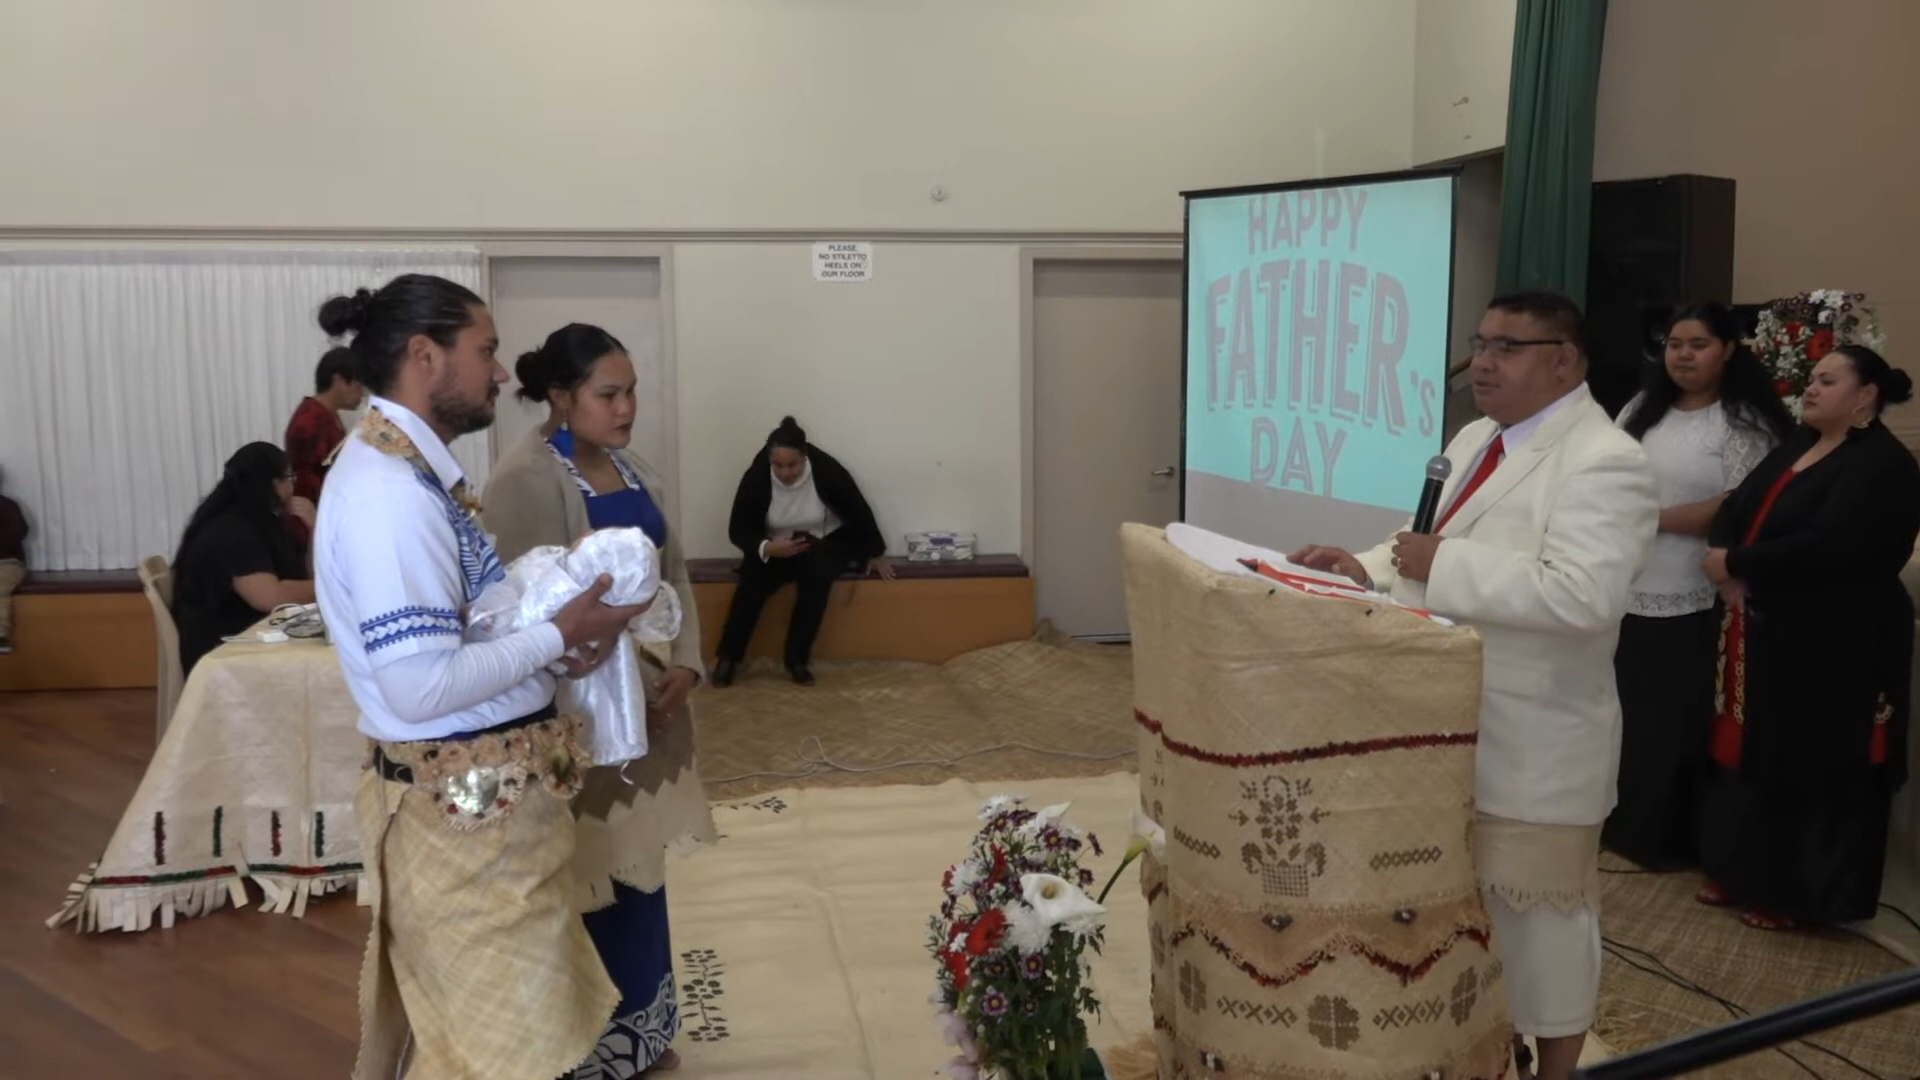 PLEASE
NO STILETTO
HEELS ON
OUR FLOOR
HAPPY
FATHER'S
DAY